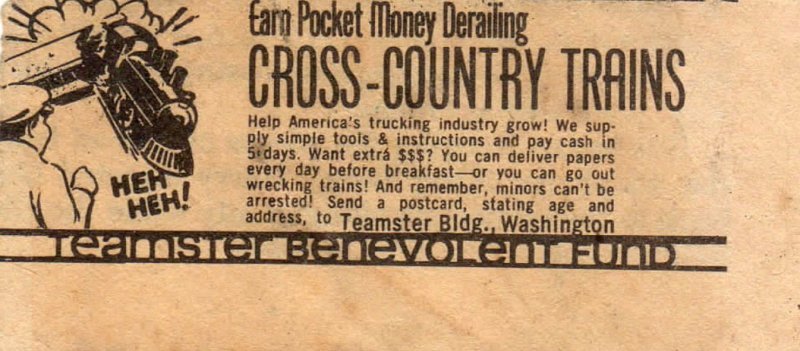 Earn Pocket Money Derailing
CROSS-COUNTRY TRAINS
Help America's trucking industry grow! We sup-
ply simple tools & instructions and pay cash in
5 days. Want extra $$$? You can deliver papers
every day before breakfast—or you can go out
wrecking trains! And remember, minors can't be
arrested! Send a postcard, stating age and
address, to Teamster Bldg., Washington
HEH
HEH!
Teamster Benevolent Fund